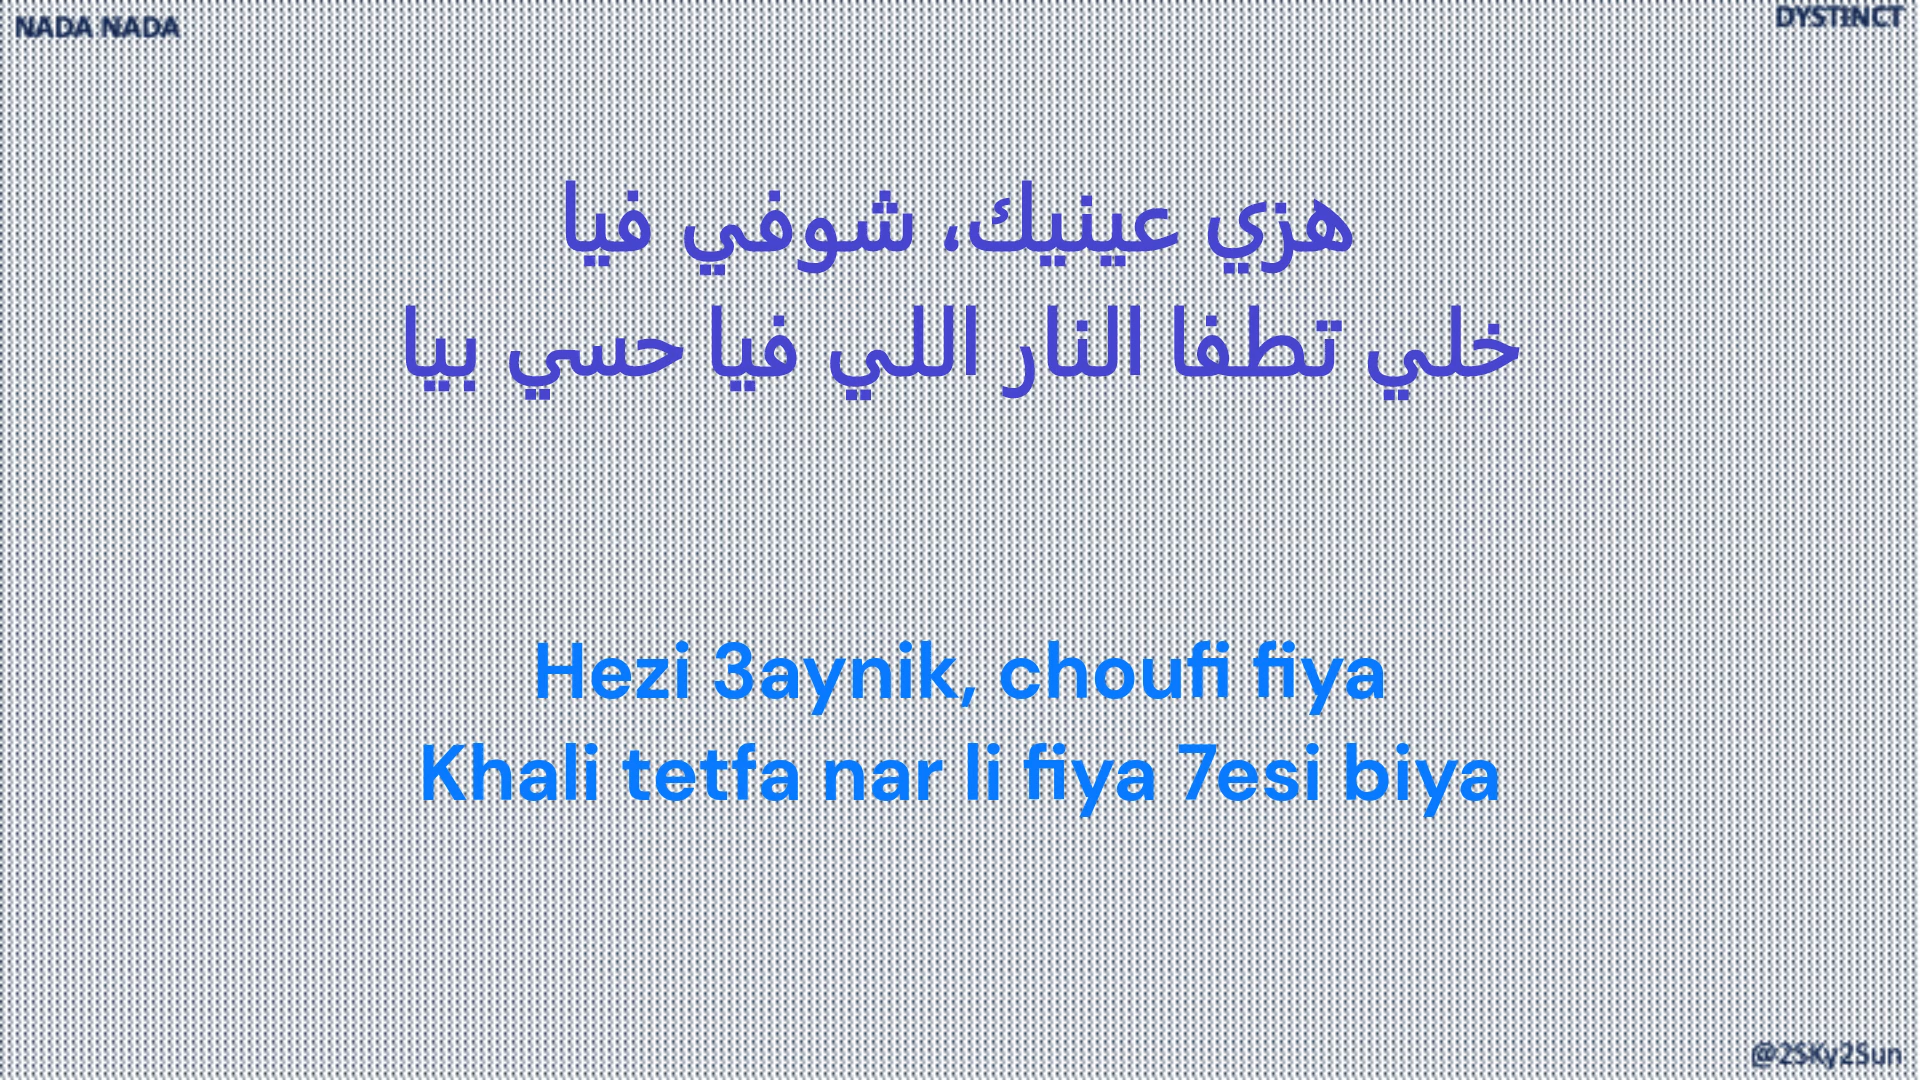 NADA NADA
DYSTINCT
هزي عينيك، شوفي فيا
خلي تطفا النار اللي فيا حسي بيا
Hezi 3aynik, choufi fiya
Khali tetfa nar li fiya 7esi biya
@2SKy2Sun